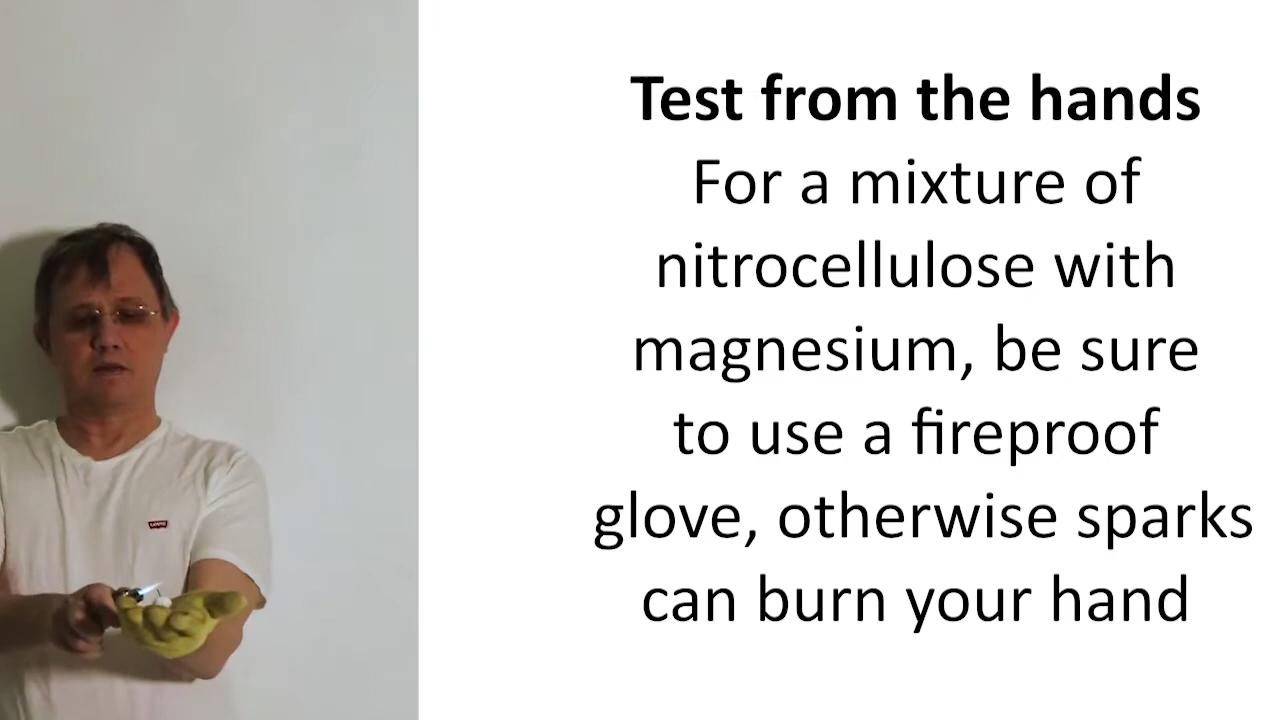 Test from the hands
For a mixture of
nitrocellulose with
magnesium, be sure
to use a fireproof
glove, otherwise sparks
can burn your hand